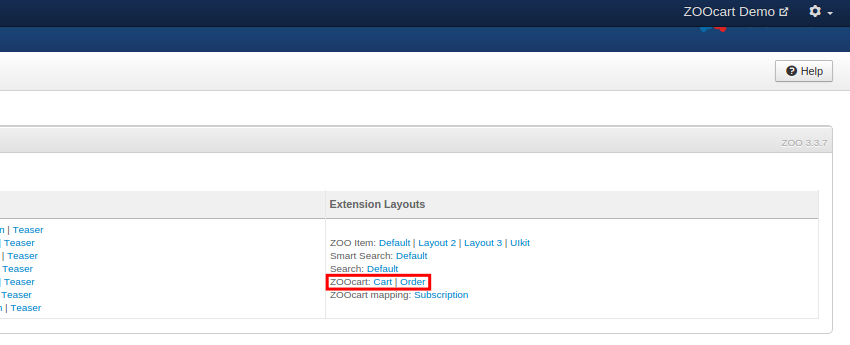 ZOOcart Demo
Help
ZOO 3.3.7
Extension Layouts
n | Teaser
| Teaser
ZOO Item: Default | Layout 2 | Layout 3 | UIkit
| Teaser
Smart Search: Default
Teaser
Search: Default
| Teaser
ZOOcart: Cart | Order
Teaser
ZOOcart mapping: Subscription
n | Teaser